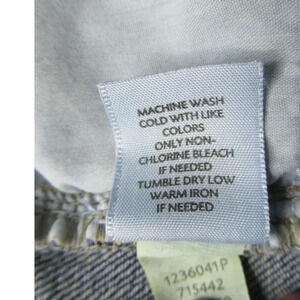 MACHINE WASH
COLD WITH LIKE
COLORS
ONLY NON-
CHLORINE BLEACH
IF NEEDED
TUMBLE DRY LOW
WARM IRON
IF NEEDED
1236041P
715442